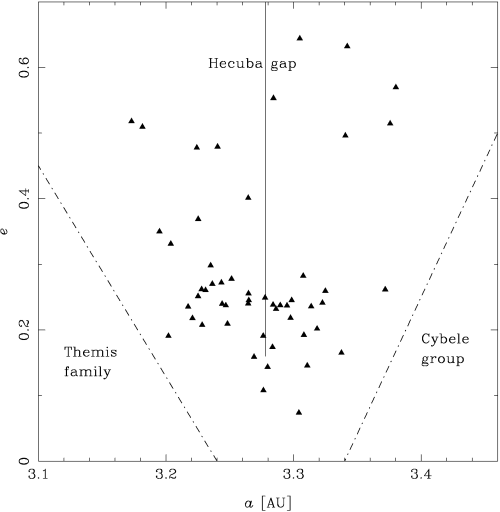 Hecuba gap
0.6
0.4
e
0.2
0
Themis
family
Cybele
group
3.1
3.2
3.3
3.4
a [AU]